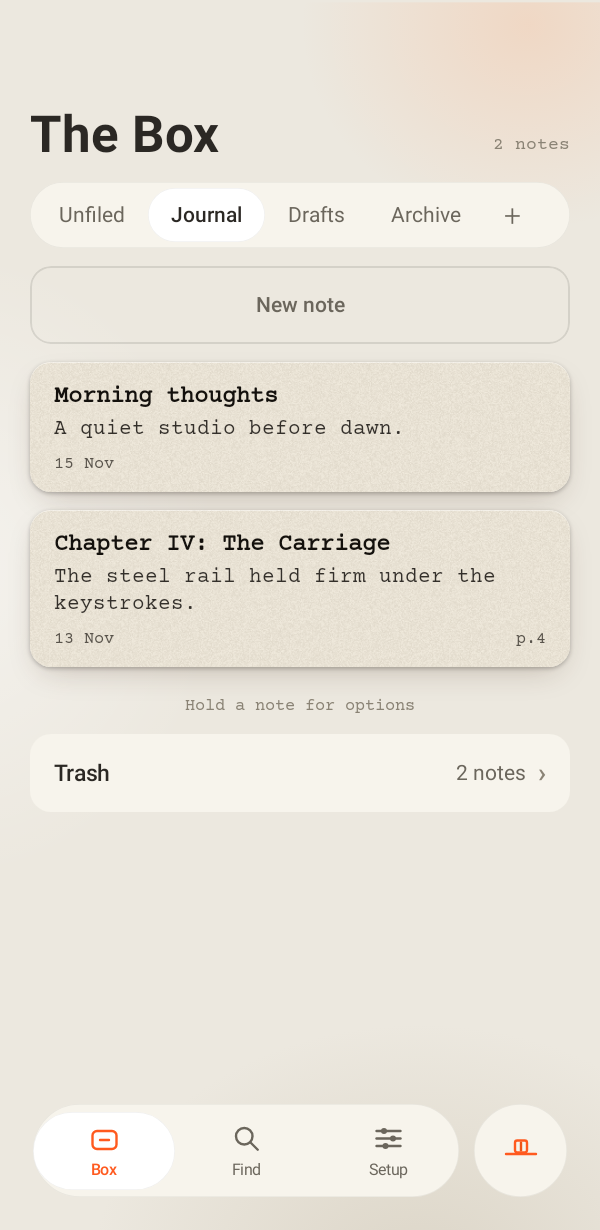 The Box
2 notes
Unfiled Journal Drafts Archive +
New note
Morning thoughts
A quiet studio before dawn.
15 Nov
Chapter IV: The Carriage
The steel rail held firm under the
keystrokes.
13 Nov p.4
Hold a note for options
Trash 2 notes ›
Box Find Setup